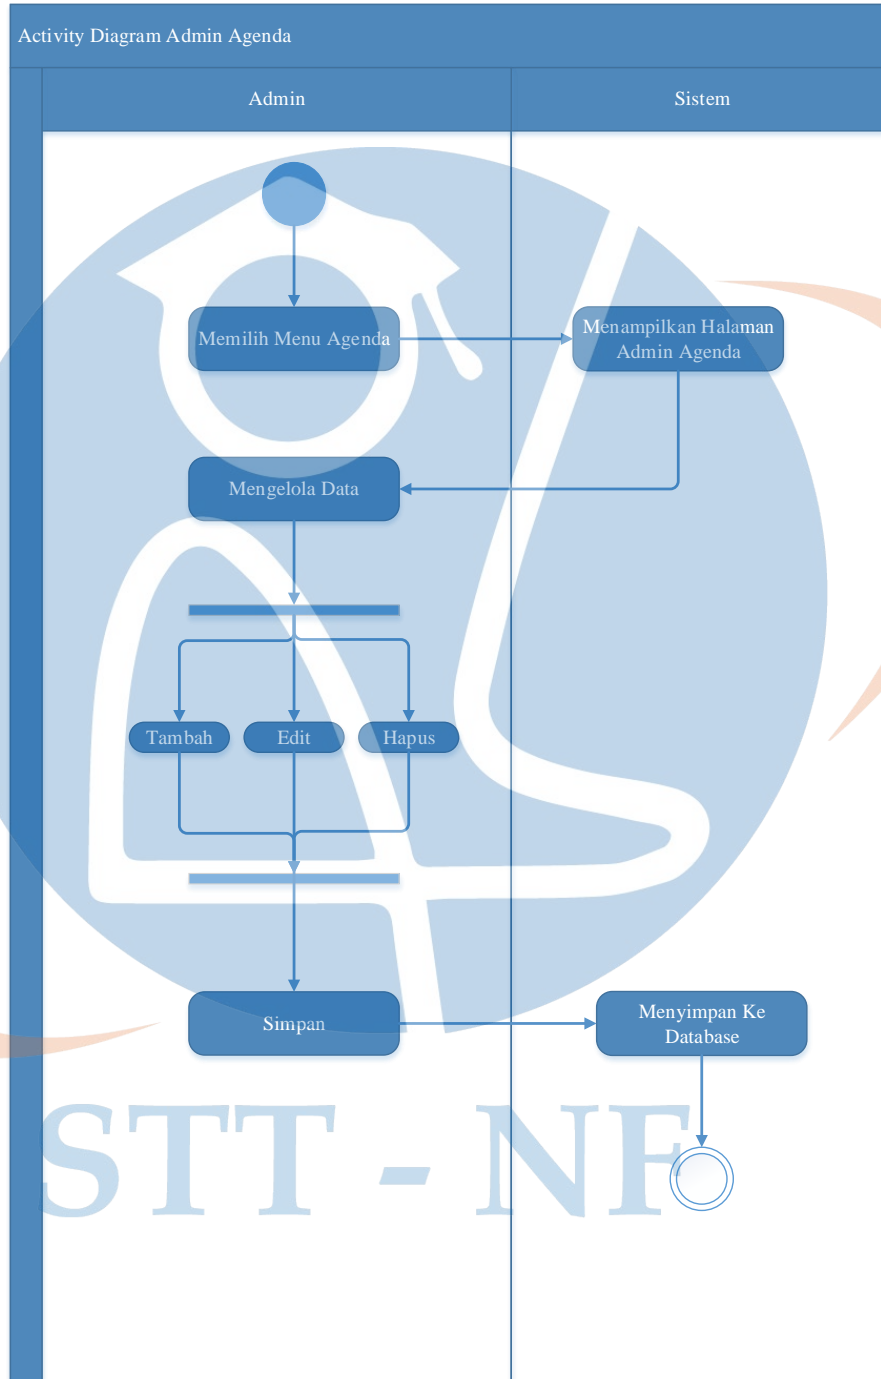 Activity Diagram Admin Agenda
Admin
Sistem
Memilih Menu Agenda
Menampilkan Halaman
Admin Agenda
Mengelola Data
Tambah
Edit
Hapus
Simpan
Menyimpan Ke
Database
STT - NF